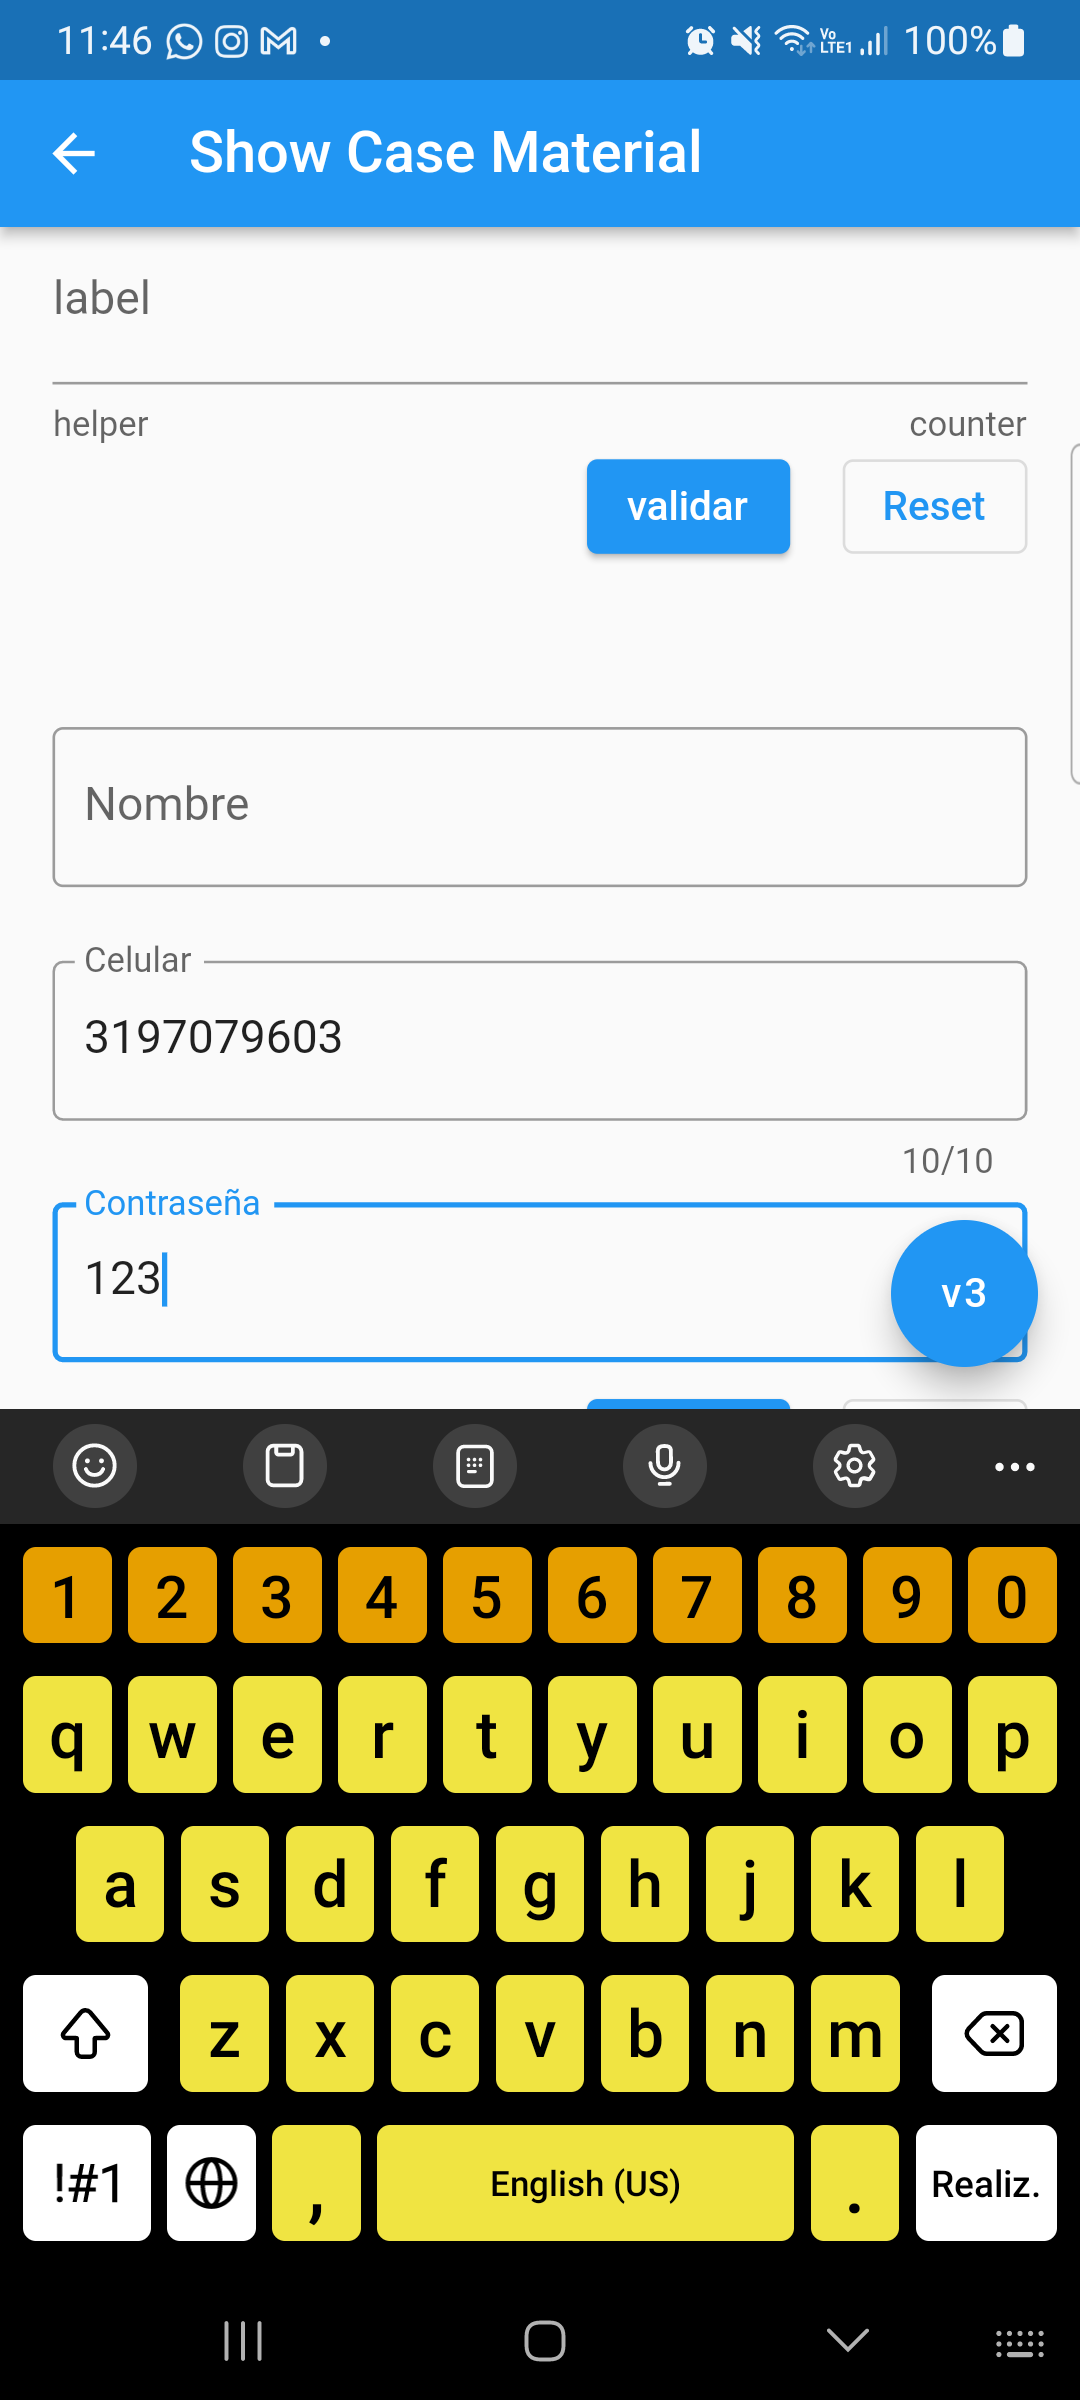 11:46 Vo LTE1 100%
Show Case Material
label
helper counter
validar Reset
Nombre
Celular
3197079603
10/10
Contraseña
123
v3
1 2 3 4 5 6 7 8 9 0
q w e r t y u i o p
a s d f g h j k l
z x c v b n m
!#1 , English (US) . Realiz.